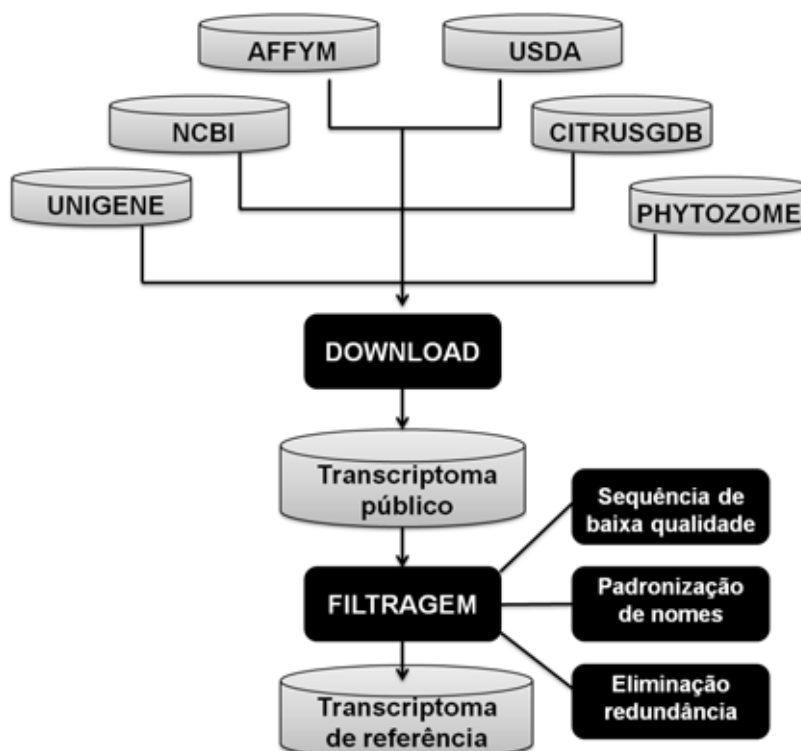 AFFYM
USDA
NCBI
CITRUSGDB
UNIGENE
PHYTOZOME
DOWNLOAD
Transcriptoma
público
Sequência de
baixa qualidade
FILTRAGEM
Padronização
de nomes
Eliminação
redundância
Transcriptoma
de referência